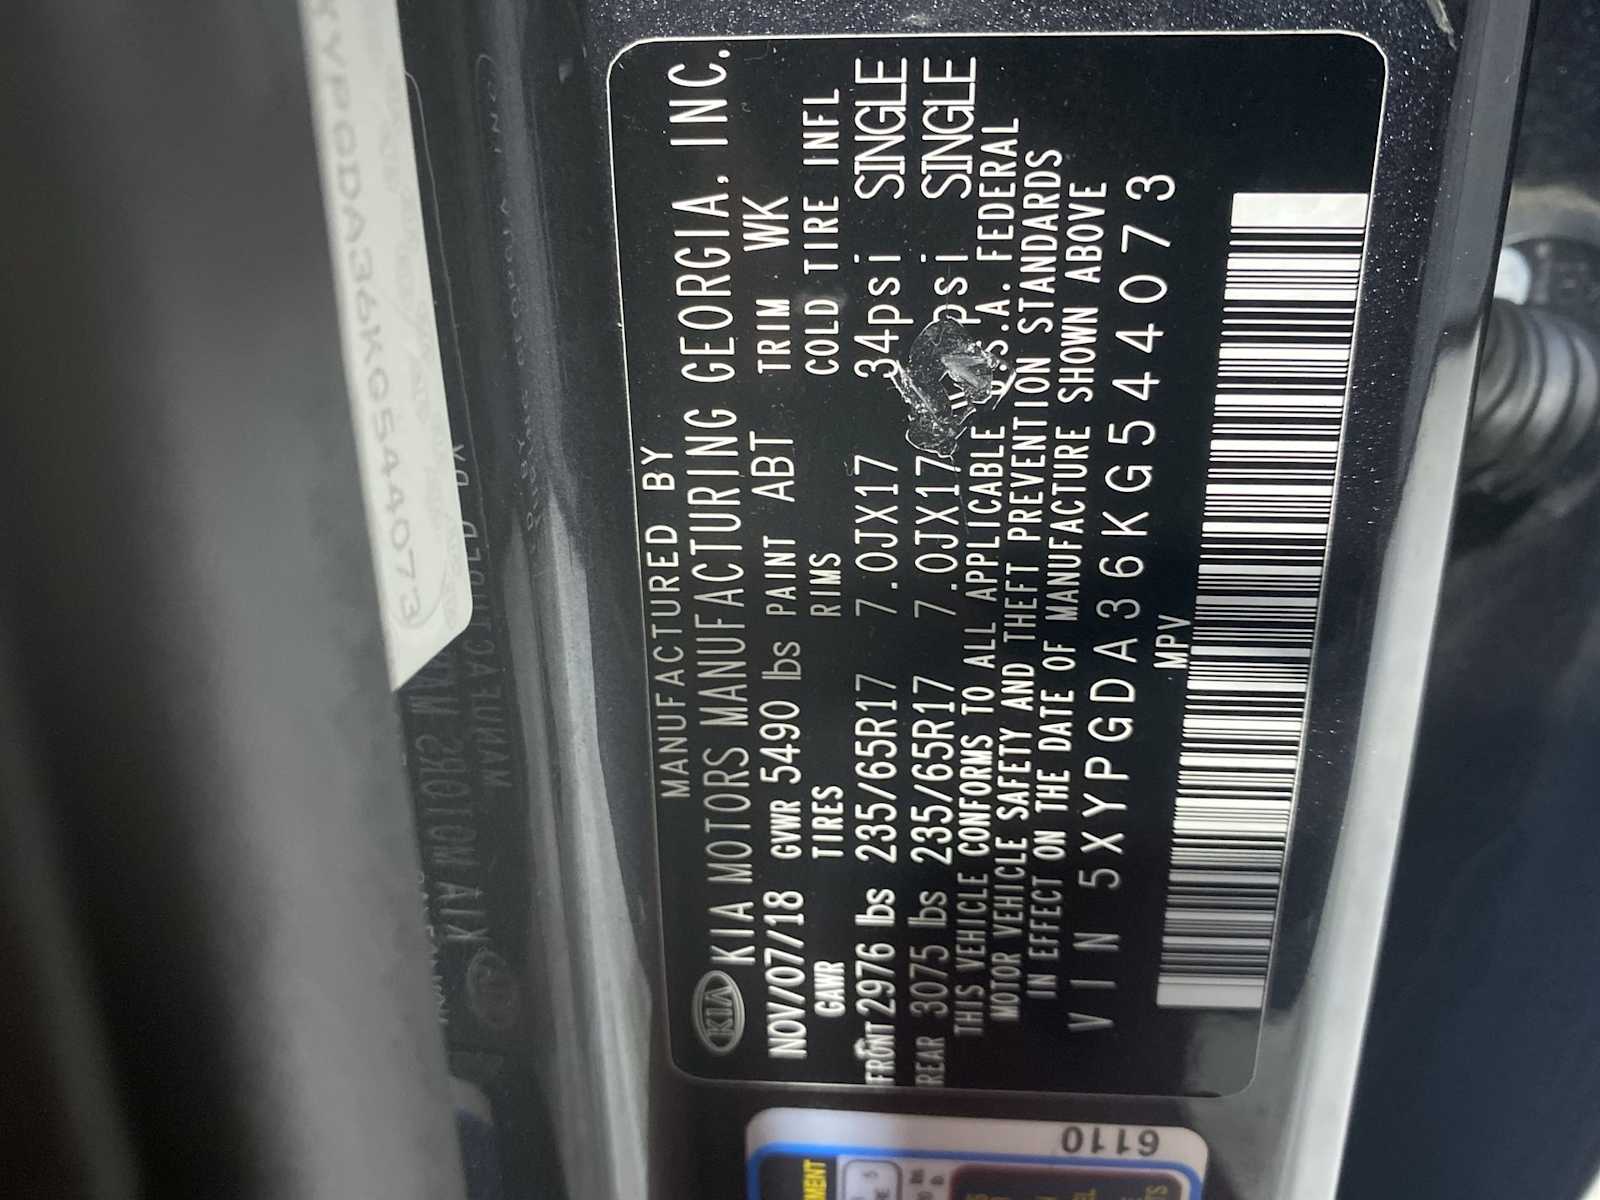 MANUFACTURED BY
KIA KIA MOTORS MANUFACTURING GEORGIA, INC.
NOV/07/18 GVWR 5490 lbs PAINT ABT TRIM WK
GAWR TIRES RIMS COLD TIRE INFL
FRONT 2976 lbs 235/65R17 7.0JX17 34psi SINGLE
REAR 3075 lbs 235/65R17 7.0JX17 psi SINGLE
THIS VEHICLE CONFORMS TO ALL APPLICABLE U.S.A. FEDERAL
MOTOR VEHICLE SAFETY AND THEFT PREVENTION STANDARDS
IN EFFECT ON THE DATE OF MANUFACTURE SHOWN ABOVE
VIN 5XYPGDA36KG544073
MPV
XYPGDA36KG544073
6110